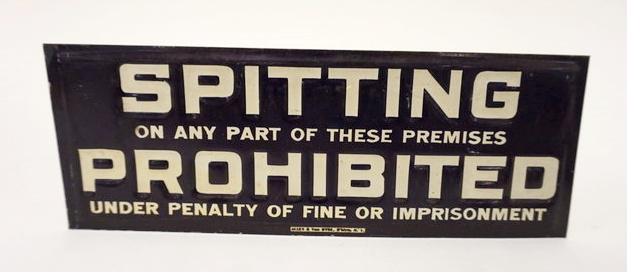 SPITTING
ON ANY PART OF THESE PREMISES
PROHIBITED
UNDER PENALTY OF FINE OR IMPRISONMENT